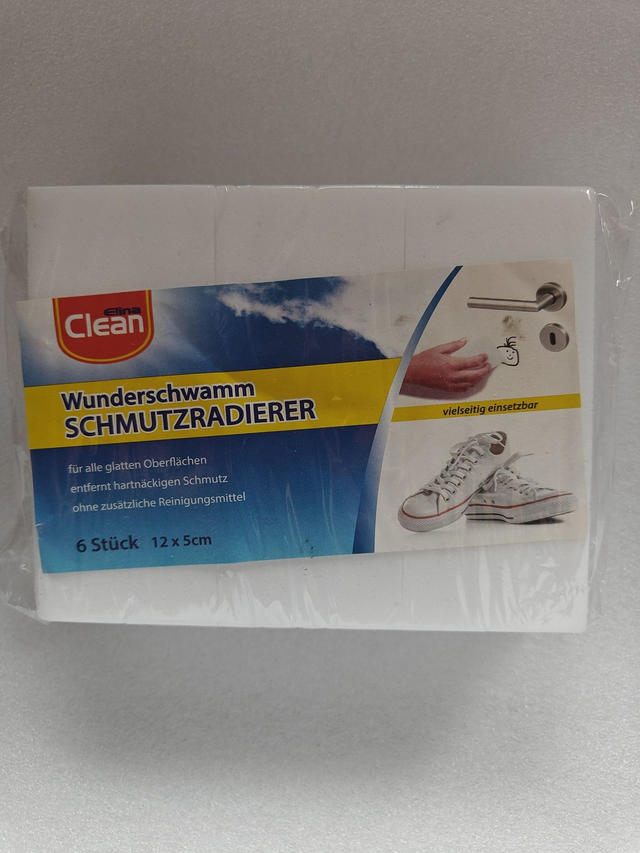 Elina
Clean
Wunderschwamm
SCHMUTZRADIERER
für alle glatten Oberflächen
entfernt hartnäckigen Schmutz
ohne zusätzliche Reinigungsmittel
6 Stück 12 x 5cm
vielseitig einsetzbar